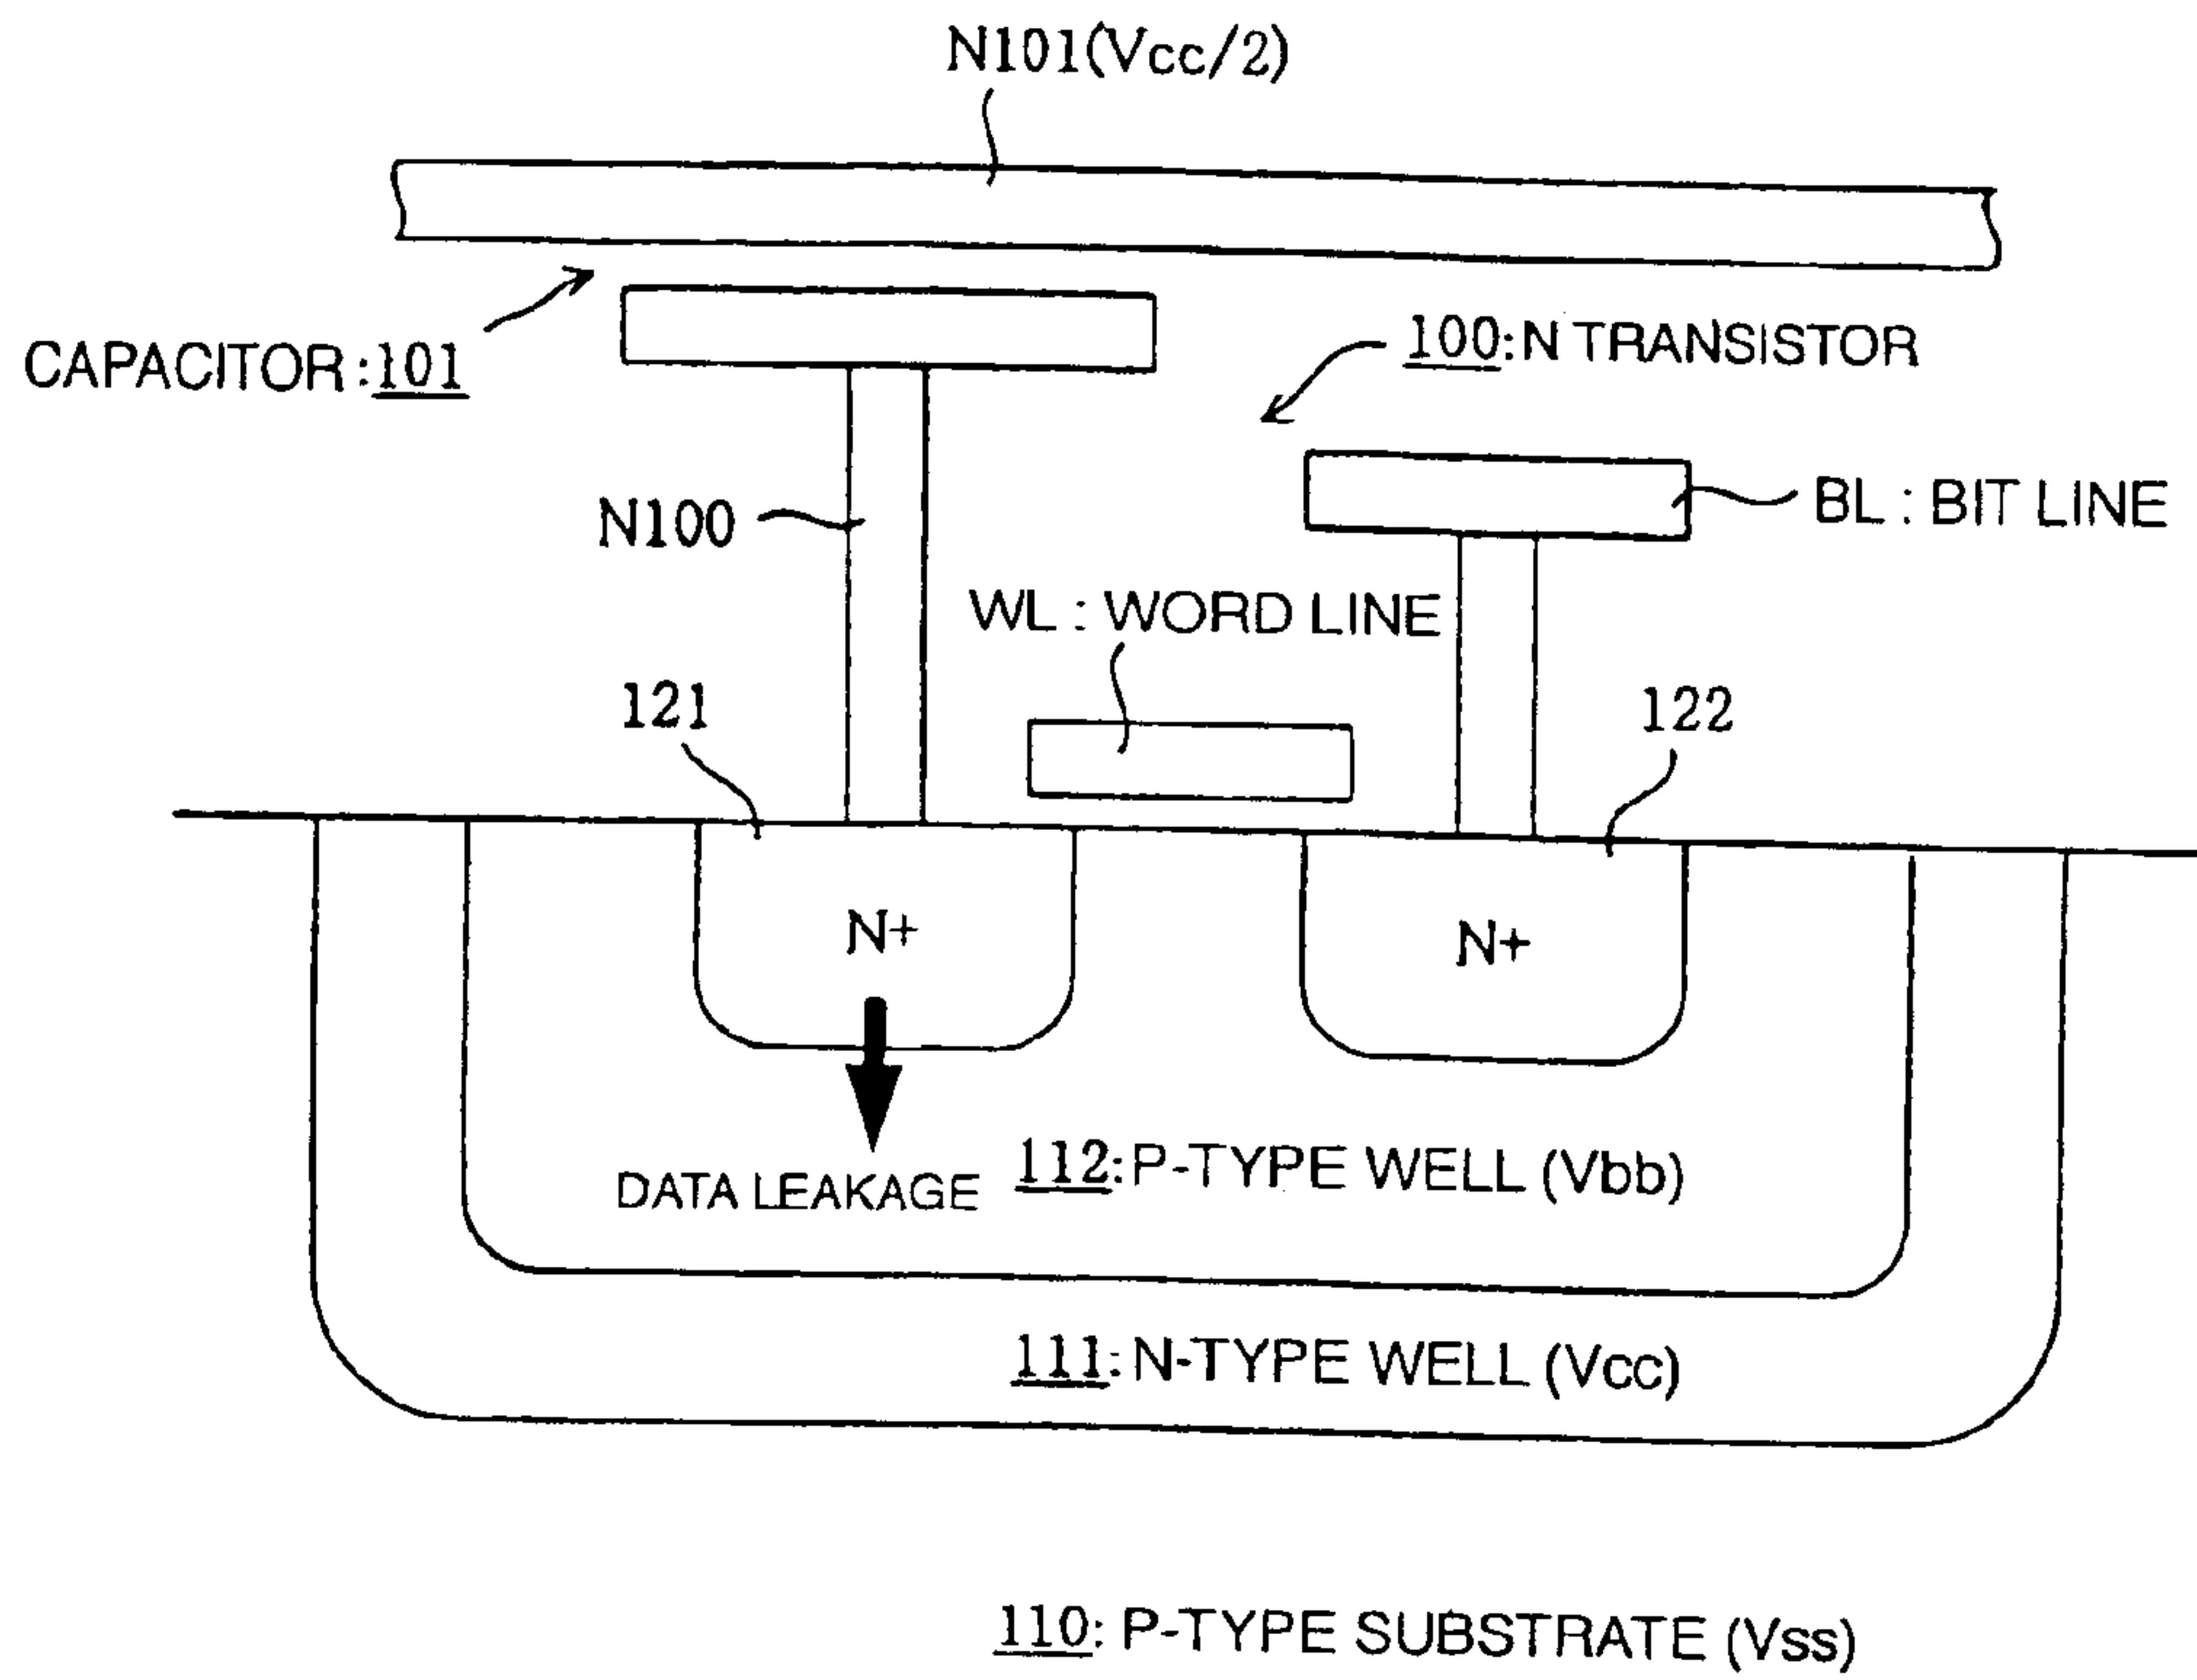 N101(Vcc/2)
CAPACITOR:101
100:N TRANSISTOR
N100
BL : BIT LINE
WL : WORD LINE
121
122
N+
N+
DATA LEAKAGE
112:P-TYPE WELL (Vbb)
111:N-TYPE WELL (Vcc)
110: P-TYPE SUBSTRATE (Vss)